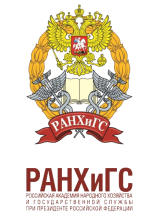 РАНХиГС
РАНХиГС
РОССИЙСКАЯ АКАДЕМИЯ НАРОДНОГО ХОЗЯЙСТВА
И ГОСУДАРСТВЕННОЙ СЛУЖБЫ
ПРИ ПРЕЗИДЕНТЕ РОССИЙСКОЙ ФЕДЕРАЦИИ